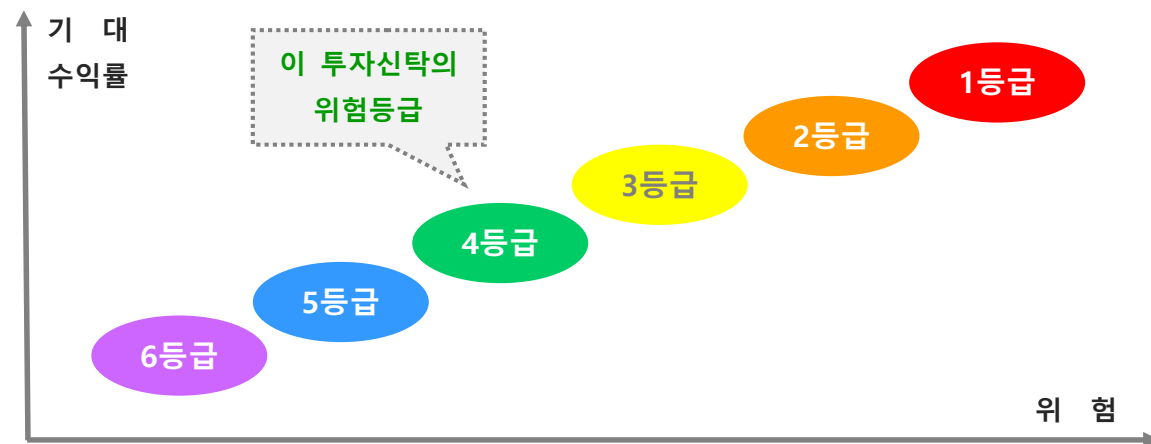 기 대
수익률
이 투자신탁의
위험등급
1등급
2등급
3등급
4등급
5등급
6등급
위 험